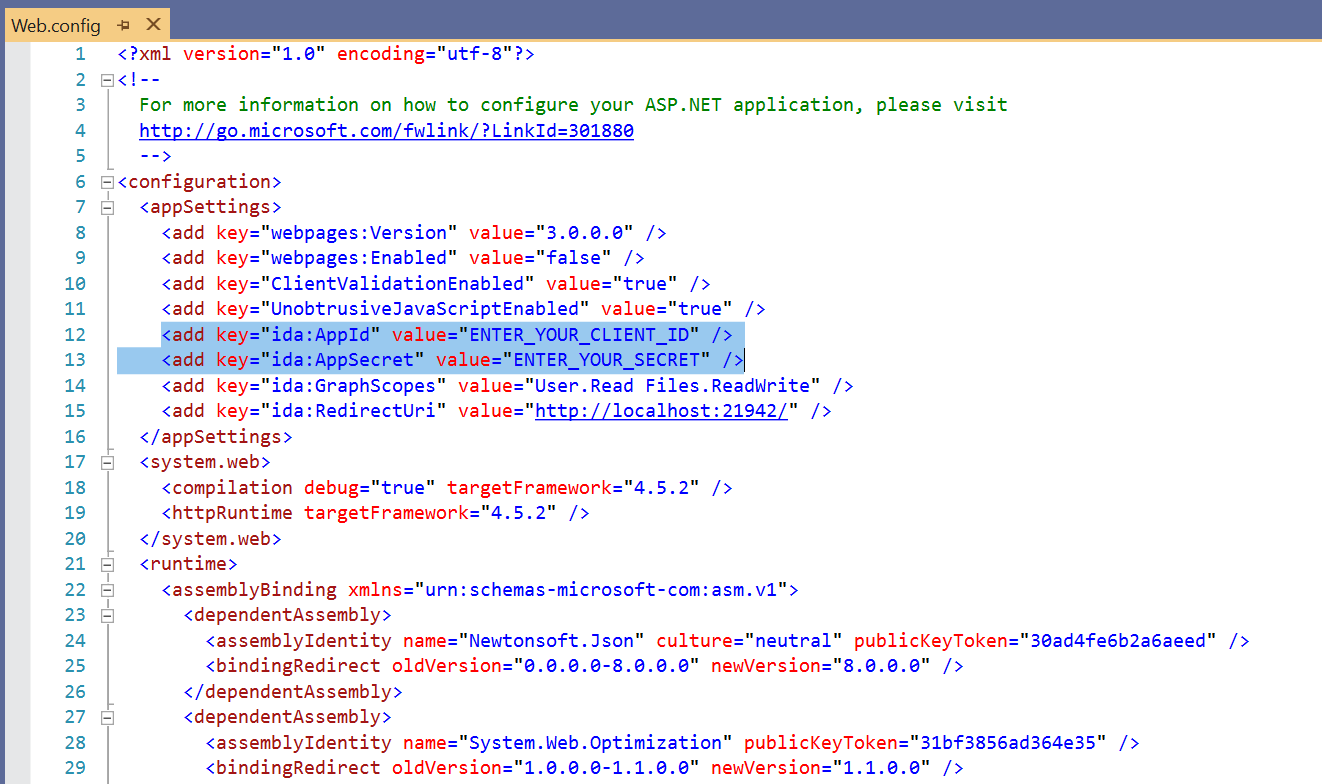 Web.config
1 <?xml version="1.0" encoding="utf-8"?>
2 <!--
3 For more information on how to configure your ASP.NET application, please visit
4 http://go.microsoft.com/fwlink/?LinkId=301880
5 -->
6 <configuration>
7 <appSettings>
8 <add key="webpages:Version" value="3.0.0.0" />
9 <add key="webpages:Enabled" value="false" />
10 <add key="ClientValidationEnabled" value="true" />
11 <add key="UnobtrusiveJavaScriptEnabled" value="true" />
12 <add key="ida:AppId" value="ENTER_YOUR_CLIENT_ID" />
13 <add key="ida:AppSecret" value="ENTER_YOUR_SECRET" />
14 <add key="ida:GraphScopes" value="User.Read Files.ReadWrite" />
15 <add key="ida:RedirectUri" value="http://localhost:21942/" />
16 </appSettings>
17 <system.web>
18 <compilation debug="true" targetFramework="4.5.2" />
19 <httpRuntime targetFramework="4.5.2" />
20 </system.web>
21 <runtime>
22 <assemblyBinding xmlns="urn:schemas-microsoft-com:asm.v1">
23 <dependentAssembly>
24 <assemblyIdentity name="Newtonsoft.Json" culture="neutral" publicKeyToken="30ad4fe6b2a6aeed" />
25 <bindingRedirect oldVersion="0.0.0.0-8.0.0.0" newVersion="8.0.0.0" />
26 </dependentAssembly>
27 <dependentAssembly>
28 <assemblyIdentity name="System.Web.Optimization" publicKeyToken="31bf3856ad364e35" />
29 <bindingRedirect oldVersion="1.0.0.0-1.1.0.0" newVersion="1.1.0.0" />